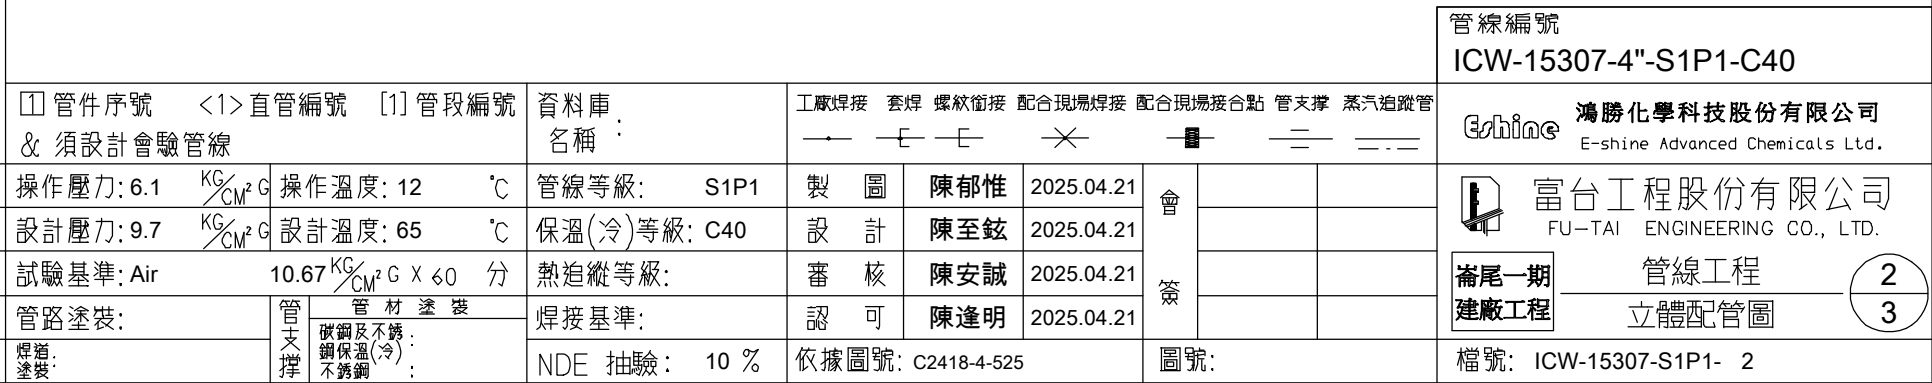 管線編號
ICW-15307-4"-S1P1-C40
1 管件序號 <1>直管編號 [1] 管段編號
& 須設計會驗管線
資料庫
名稱 :
工廠焊接 套焊 螺紋銜接 配合現場焊接 配合現場接合點 管支撐 蒸汽追蹤管
Eshine 鴻勝化學科技股份有限公司
E-shine Advanced Chemicals Ltd.
操作壓力: 6.1 KG/CM² G 操作溫度: 12 °C 管線等級: S1P1 製圖 陳郁惟 2025.04.21
設計壓力: 9.7 KG/CM² G 設計溫度: 65 °C 保溫(冷)等級: C40 設計 陳至鉉 2025.04.21
試驗基準: Air 10.67 KG/CM² G X 60 分 熱追縱等級: 審核 陳安誠 2025.04.21
管路塗裝: 管支撐 管材塗裝 焊接基準: 認可 陳逢明 2025.04.21
碳鋼及不銹
鋼保溫(冷) :
不銹鋼 :
焊道
塗裝:
NDE 抽驗: 10 % 依據圖號: C2418-4-525 圖號:
會簽
富台工程股份有限公司
FU-TAI ENGINEERING CO., LTD.
崙尾一期
建廠工程
管線工程
立體配管圖
2
3
檔號: ICW-15307-S1P1- 2